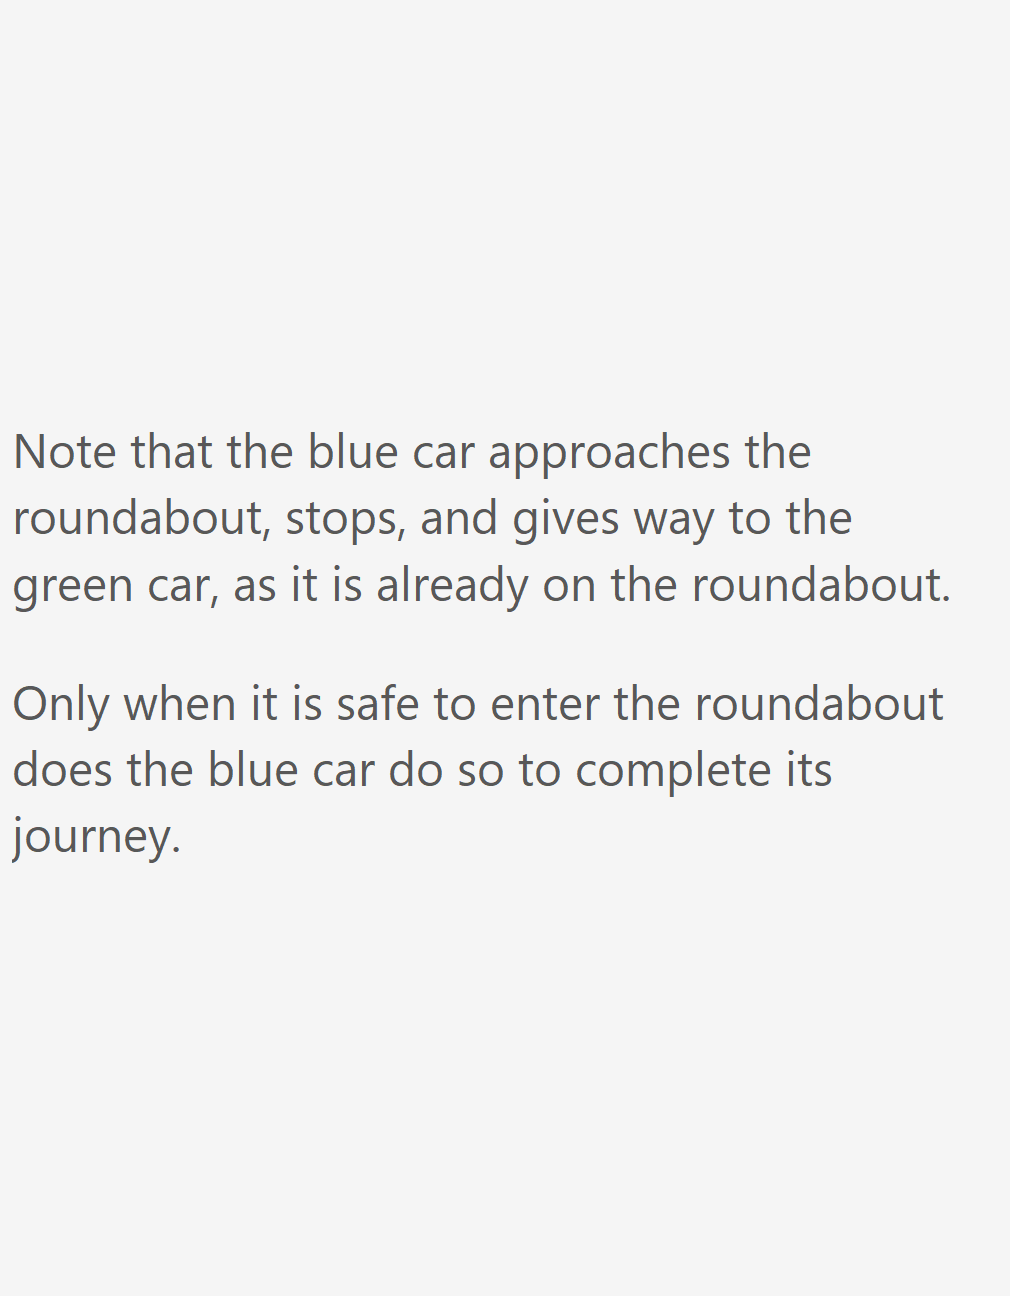 Note that the blue car approaches the
roundabout, stops, and gives way to the
green car, as it is already on the roundabout.
Only when it is safe to enter the roundabout
does the blue car do so to complete its
journey.